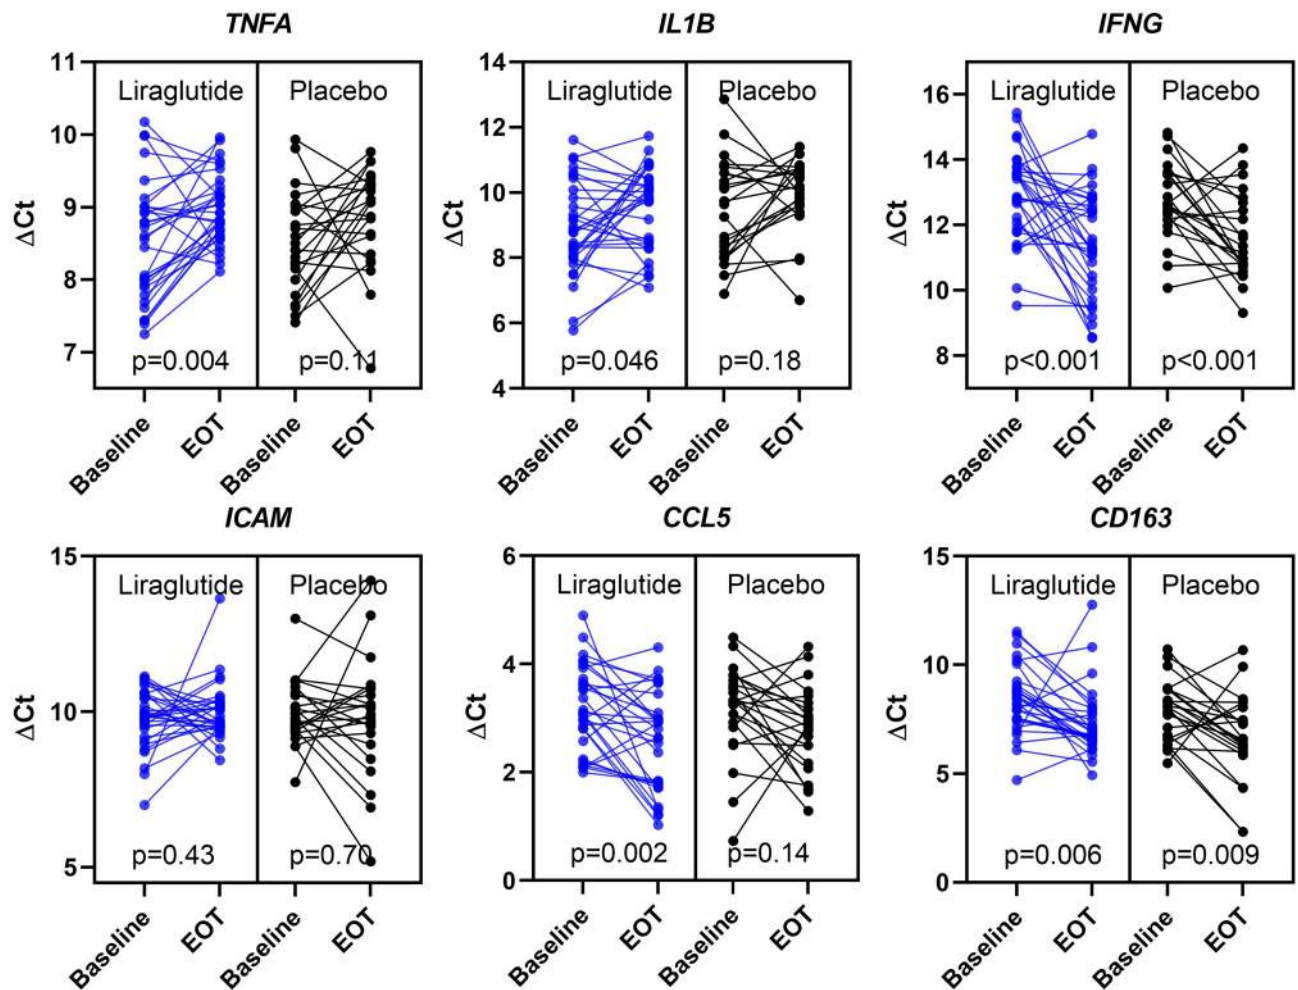 TNFA
IL1B
IFNG
11
10
9
8
7
ΔCt
Liraglutide
Placebo
p=0.004
p=0.11
Baseline
EOT
Baseline
EOT
14
12
10
8
6
4
ΔCt
Liraglutide
Placebo
p=0.046
p=0.18
Baseline
EOT
Baseline
EOT
16
14
12
10
8
ΔCt
Liraglutide
Placebo
p<0.001
p<0.001
Baseline
EOT
Baseline
EOT
ICAM
CCL5
CD163
15
10
5
ΔCt
Liraglutide
Placebo
p=0.43
p=0.70
Baseline
EOT
Baseline
EOT
6
4
2
0
ΔCt
Liraglutide
Placebo
p=0.002
p=0.14
Baseline
EOT
Baseline
EOT
15
10
5
0
ΔCt
Liraglutide
Placebo
p=0.006
p=0.009
Baseline
EOT
Baseline
EOT